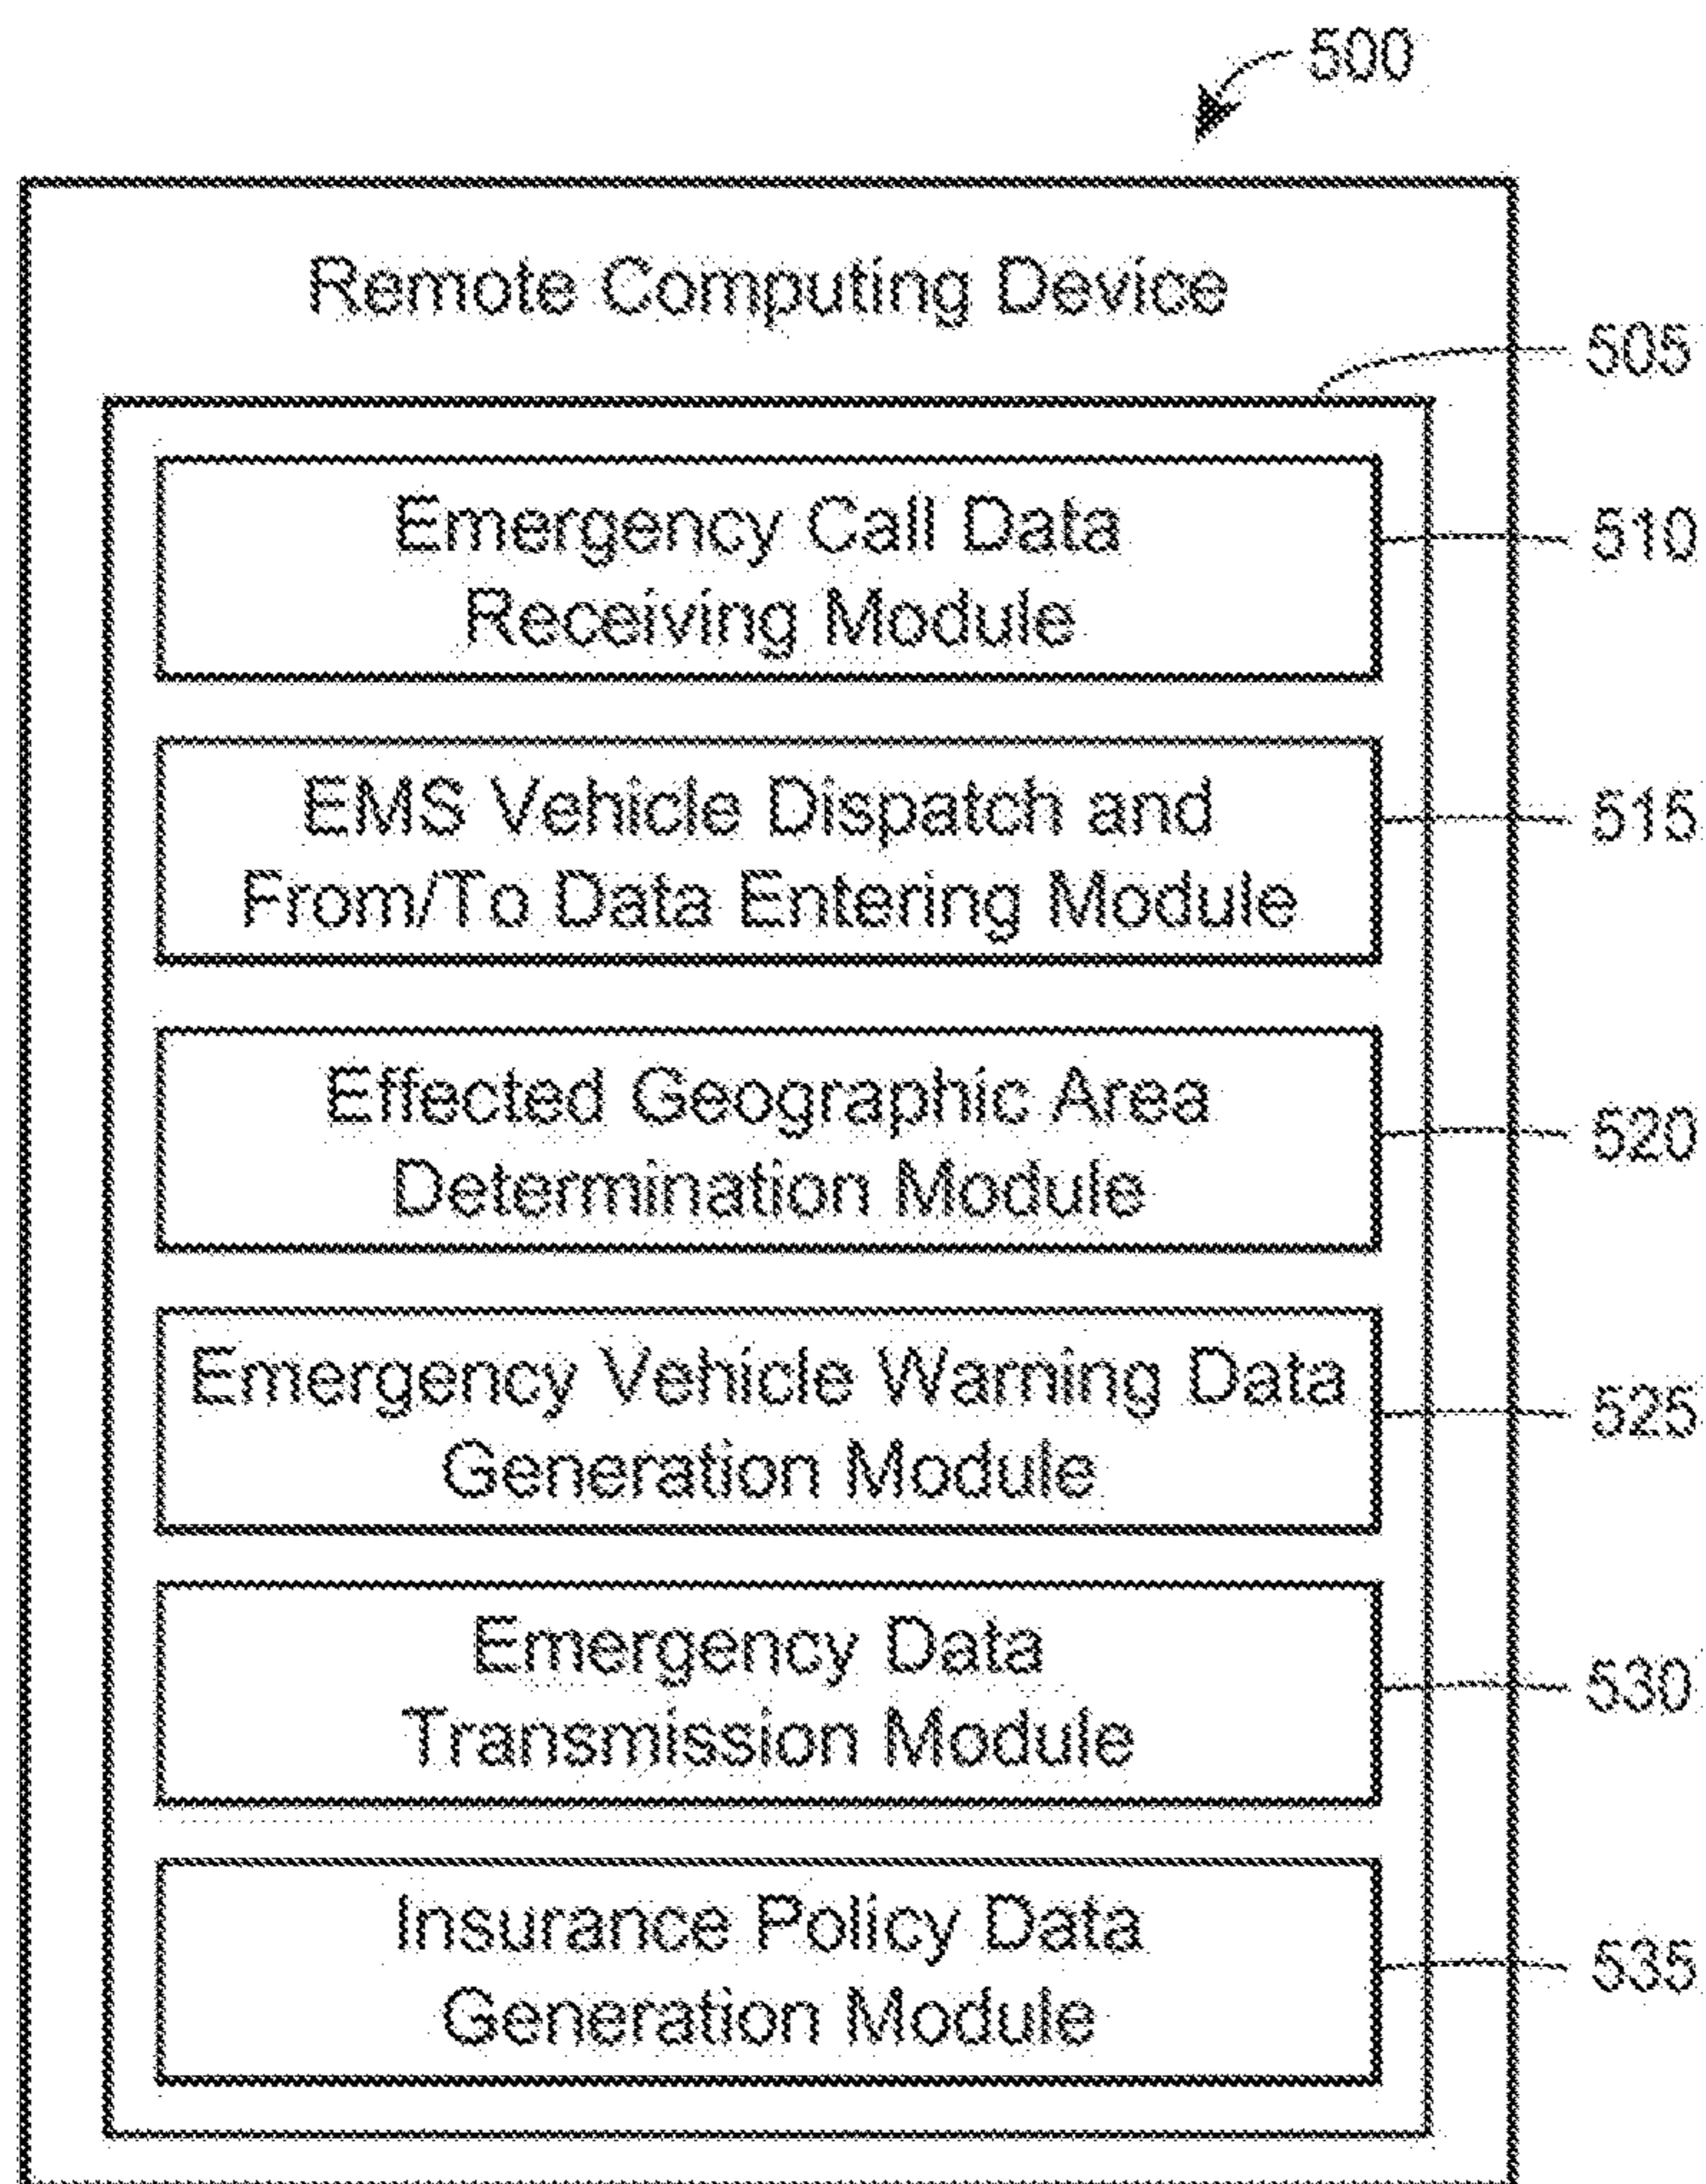 500
Remote Computing Device
505
Emergency Call Data
Receiving Module
510
EMS Vehicle Dispatch and
From/To Data Entering Module
515
Effected Geographic Area
Determination Module
520
Emergency Vehicle Warning Data
Generation Module
525
Emergency Data
Transmission Module
530
Insurance Policy Data
Generation Module
535